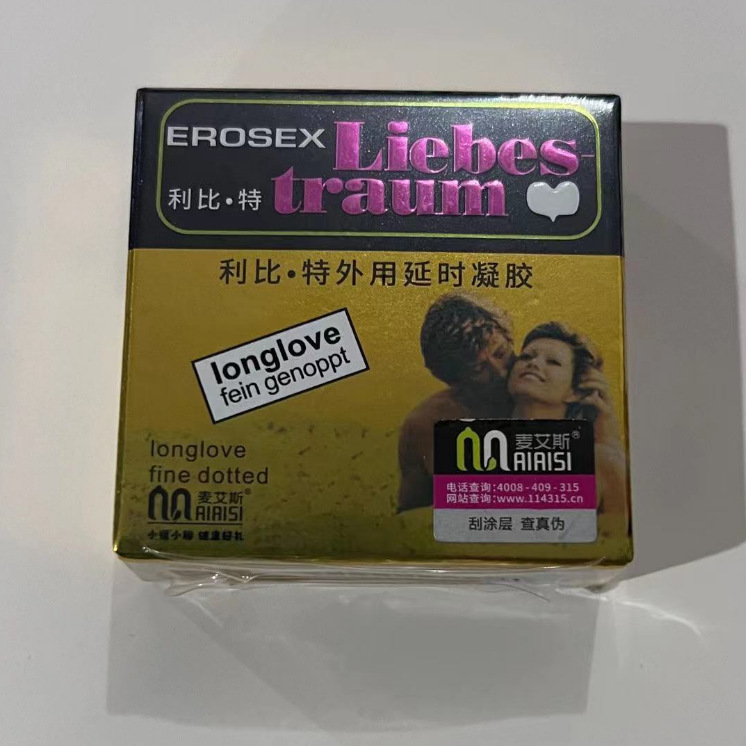 EROSEX Liebes-
利比·特 traum
利比·特外用延时凝胶
longlove
fein genoppt
longlove
fine dotted
麦艾斯®
AIAISI
麦艾斯®
AIAISI
电话查询:4008-409-315
网站查询:www.114315.cn
刮涂层 查真伪